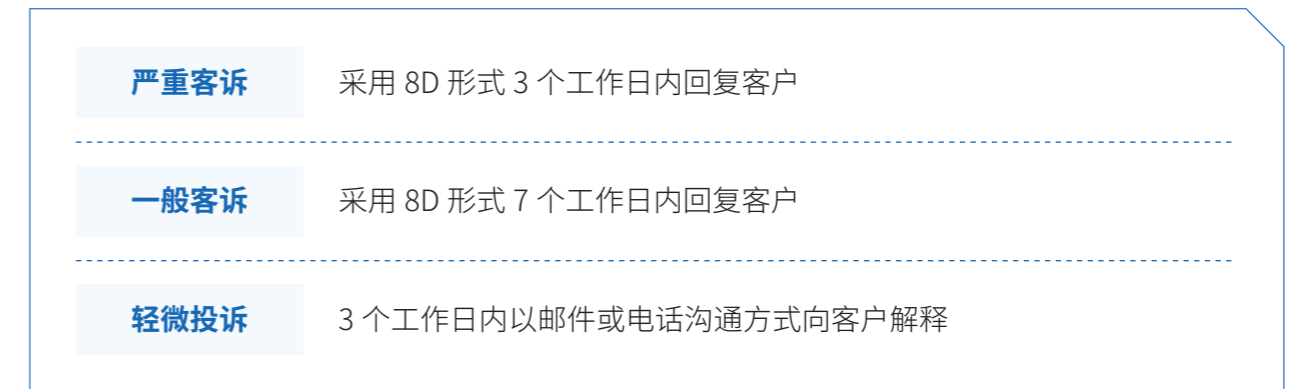 严重客诉 采用 8D 形式 3 个工作日内回复客户
一般客诉 采用 8D 形式 7 个工作日内回复客户
轻微投诉 3 个工作日内以邮件或电话沟通方式向客户解释